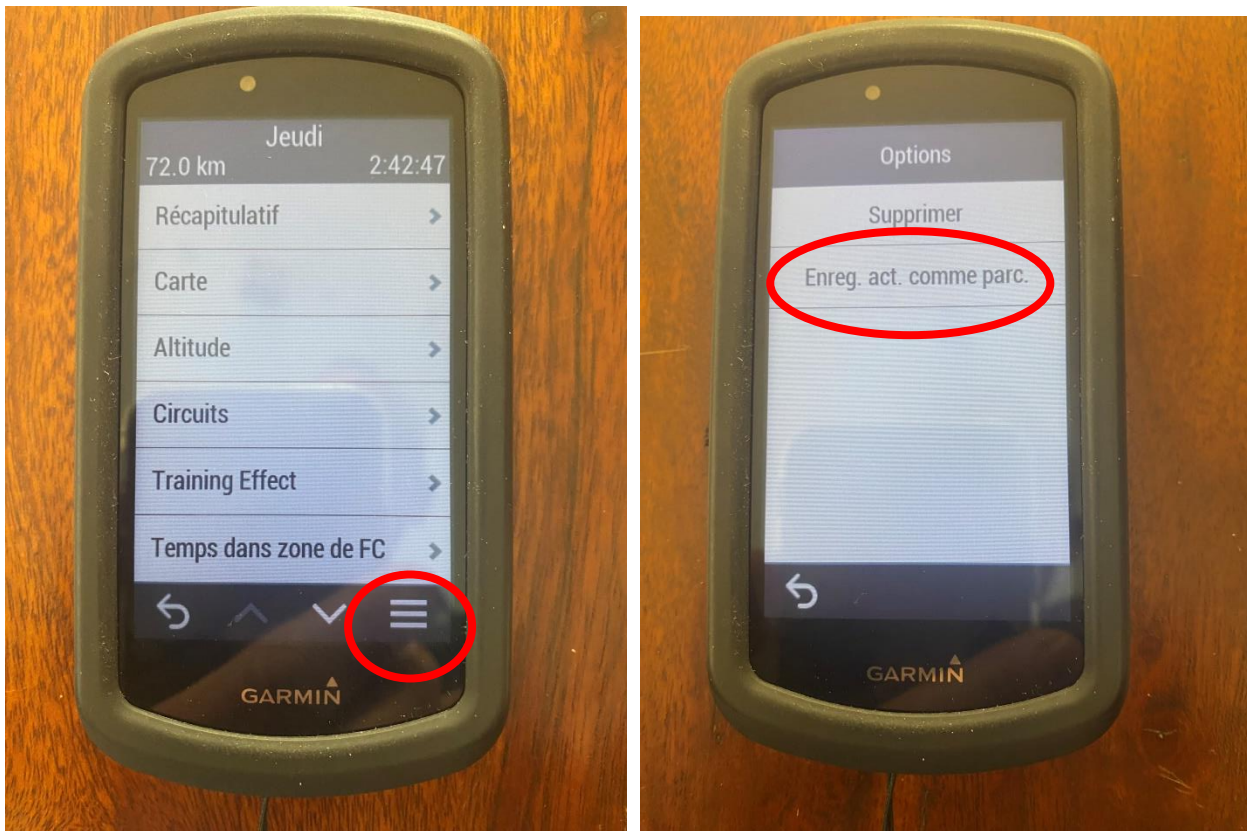 Jeudi
72.0 km 2:42:47
Récapitulatif
Carte
Altitude
Circuits
Training Effect
Temps dans zone de FC
GARMIN
Options
Supprimer
Enreg. act. comme parc.
GARMIN